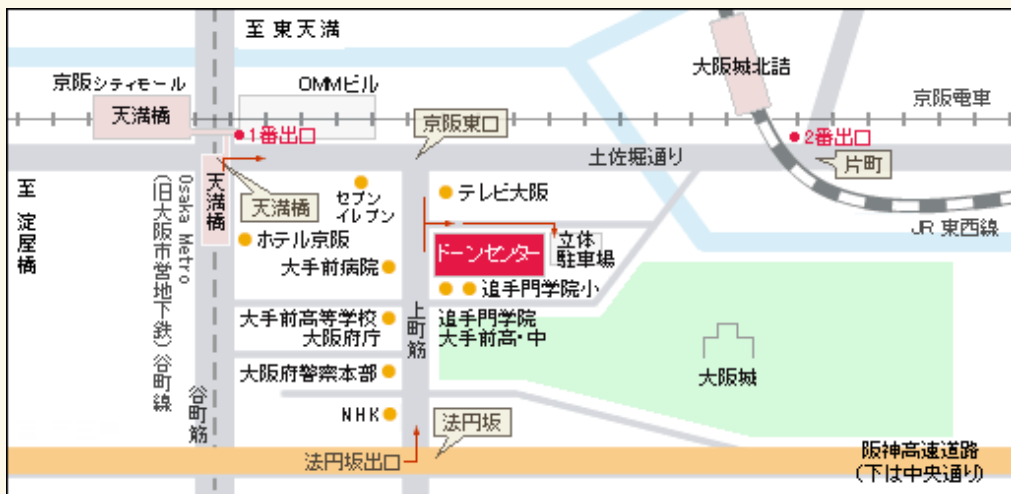 至 東天満
京阪シティモール
OMMビル
大阪城北詰
天満橋
京阪電車
1番出口
京阪東口
2番出口
土佐堀通り
片町
至 淀屋橋
天満橋
天満橋
セブン
イレブン
テレビ大阪
Osaka Metro
(旧大阪市営地下鉄)谷町線
ホテル京阪
ドーンセンター
立体
駐車場
JR 東西線
大手前病院
追手門学院小
大手前高等学校
大阪府庁
上町筋
追手門学院
大手前高・中
大阪府警察本部
大阪城
谷町筋
NHK
法円坂
法円坂出口
阪神高速道路
(下は中央通り)